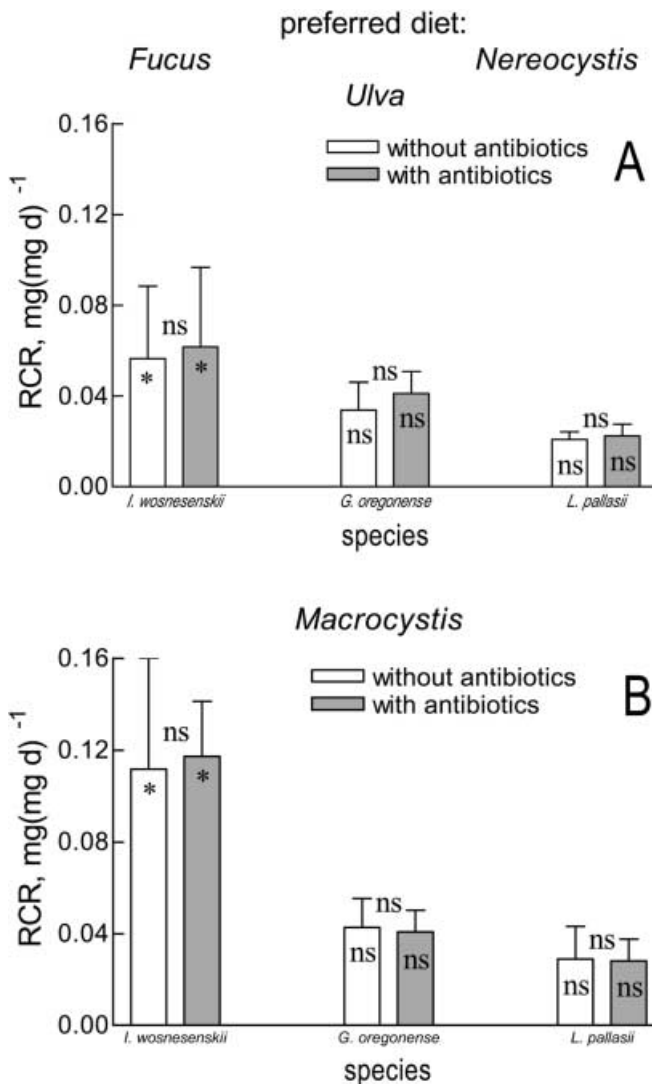 preferred diet:
Fucus
Nereocystis
Ulva
0.16
without antibiotics
with antibiotics
A
0.12
RCR, mg(mg d) -1
0.08
ns
ns
ns
0.04
* *
ns ns
ns ns
0.00
I. wosnesenskii
G. oregonense
L. pallasii
species
Macrocystis
0.16
without antibiotics
with antibiotics
B
0.12
RCR, mg(mg d) -1
ns
* *
0.08
0.04
ns
ns
ns ns
ns ns
0.00
I. wosnesenskii
G. oregonense
L. pallasii
species